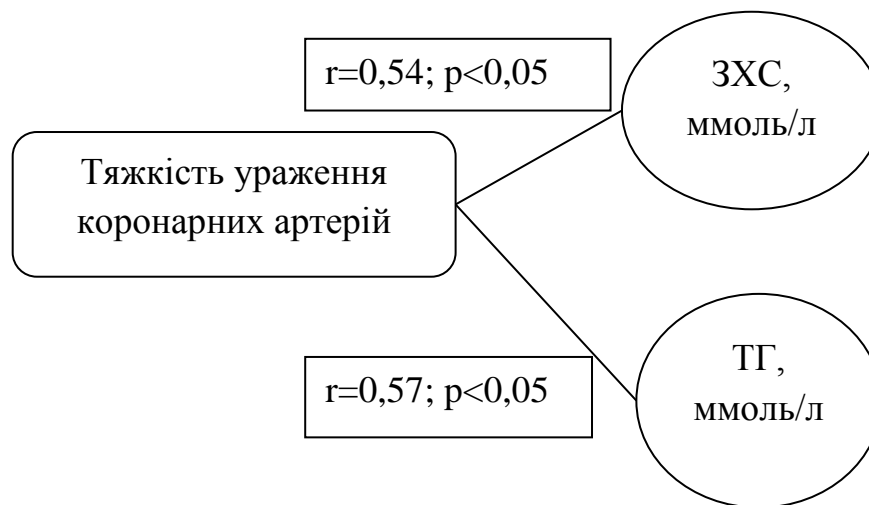 r=0,54; p<0,05
ЗХС,
ммоль/л
Тяжкість ураження
коронарних артерій
r=0,57; p<0,05
ТГ,
ммоль/л